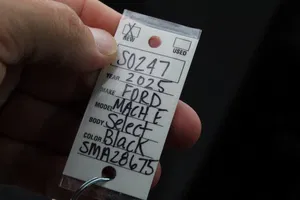 NEW USED
S0247
YEAR 2025
MAKE FORD
MODEL MACH E
BODY Select
COLOR Black
SMA28675